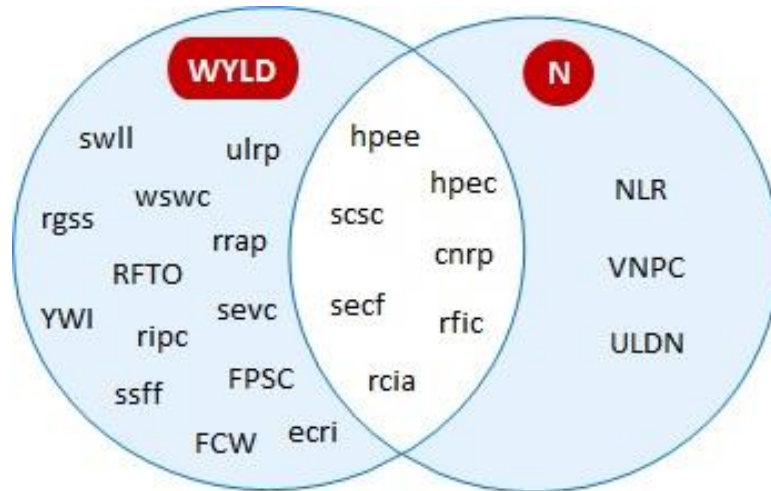 WYLD
N
swll
ulrp
wswc
rgss
rrap
RFTO
sevc
YWI
ripc
FPSC
ssff
FCW
ecri
hpee
hpec
scsc
cnrp
secf
rfic
rcia
NLR
VNPC
ULDN